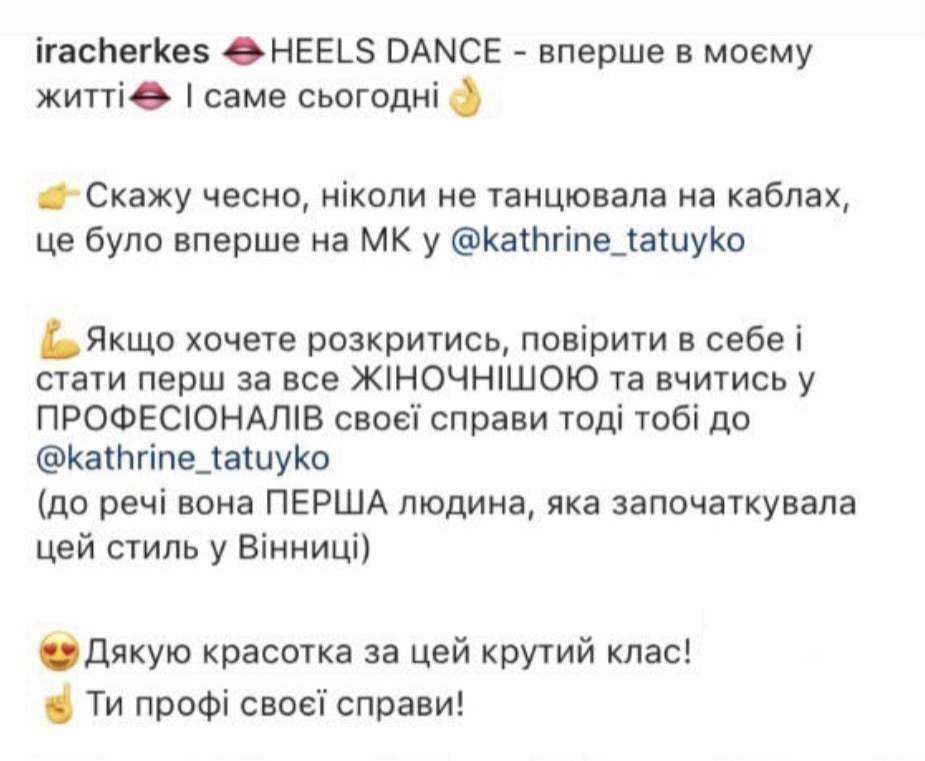 iracherkes 👄HEELS DANCE - вперше в моєму
житті👄 І саме сьогодні👌
👉Скажу чесно, ніколи не танцювала на каблах,
це було вперше на МК у @kathrine_tatuyko
💪Якщо хочете розкритись, повірити в себе і
стати перш за все ЖІНОЧНІШОЮ та вчитись у
ПРОФЕСІОНАЛІВ своєї справи тоді тобі до
@kathrine_tatuyko
(до речі вона ПЕРША людина, яка започаткувала
цей стиль у Вінниці)
😍Дякую красотка за цей крутий клас!
☝️Ти профі своєї справи!